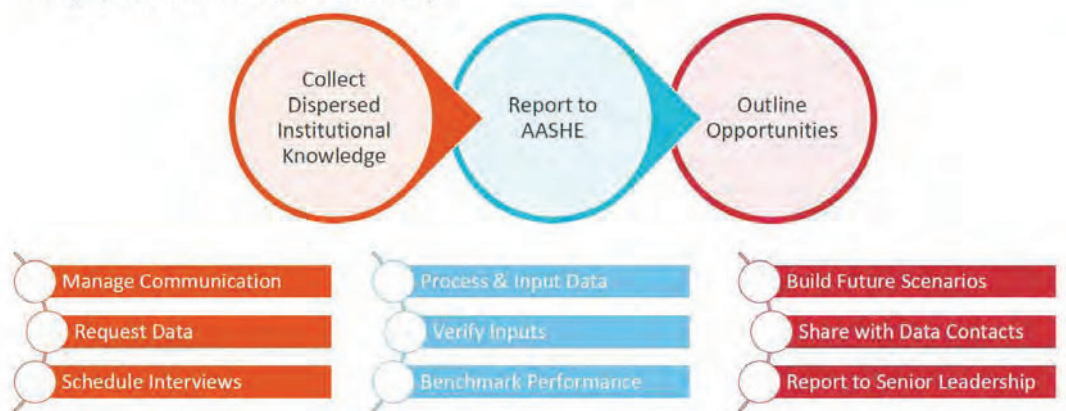 Collect
Dispersed
Institutional
Knowledge
Report to
AASHE
Outline
Opportunities
Manage Communication
Request Data
Schedule Interviews
Process & Input Data
Verify Inputs
Benchmark Performance
Build Future Scenarios
Share with Data Contacts
Report to Senior Leadership